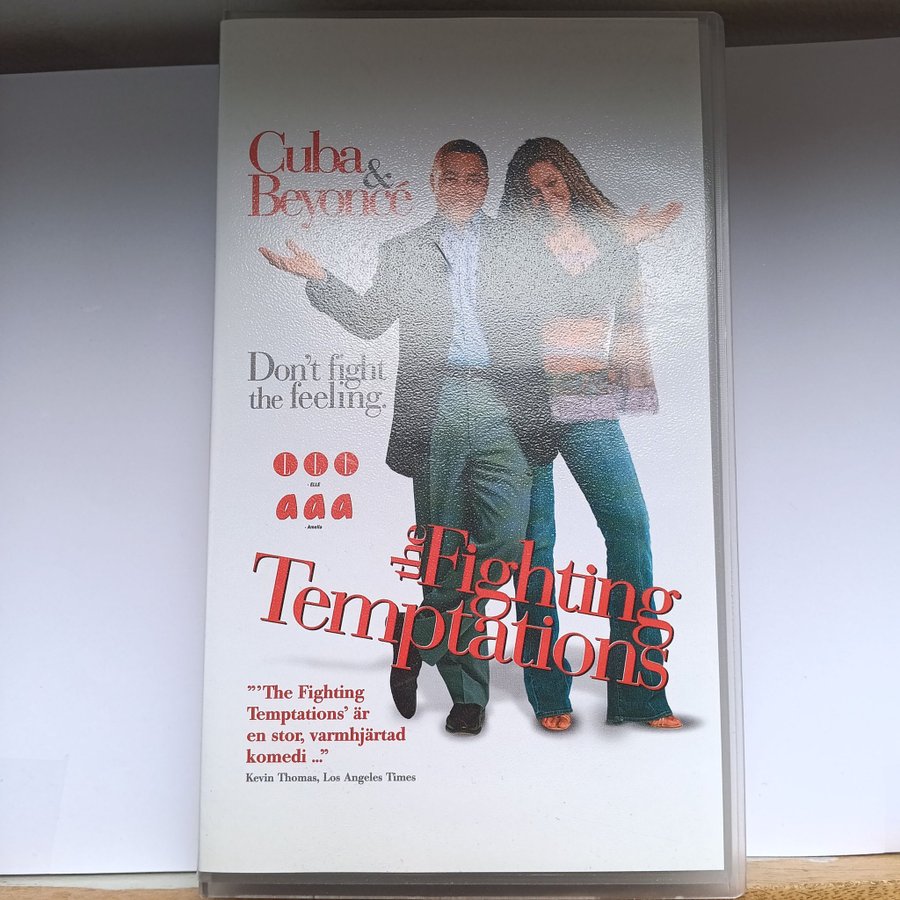 Cuba
&
Beyoncé
Don't fight
the feeling.
- ELLE
aaa
- Amelia
the Fighting
Temptations
”’The Fighting
Temptations’ är
en stor, varmhjärtad
komedi ...”
Kevin Thomas, Los Angeles Times